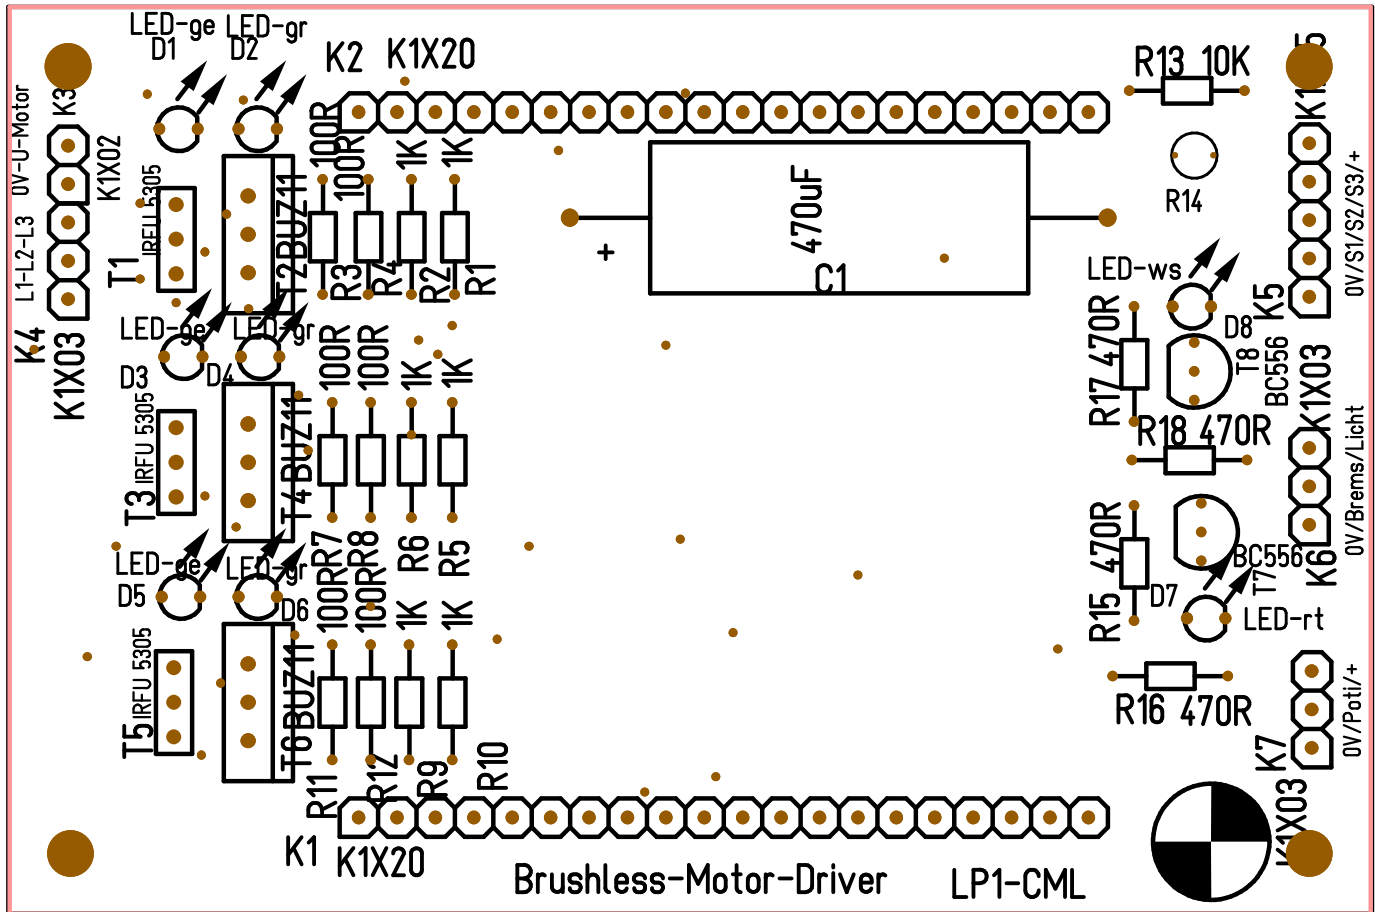 LED-ge
LED-gr
D1
D2
K2
K1X20
R13 10K
K3
0V-U-Motor
K1X02
100R
100R
1K
1K
IRFU 5305
BUZ11
T2
T1
L1-L2-L3
K4
K1X03
R3
R4
R2
R1
470uF
+
C1
R14
0V/S1/S2/S3/+
K5
LED-ws
D8
T8
BC556
R17 470R
LED-ge
LED-gr
D3
D4
100R
100R
1K
1K
IRFU 5305
BUZ11
T3
T4
R7
R8
R6
R5
R18 470R
K1X03
0V/Brems/Licht
K6
470R
R15
BC556
T7
D7
LED-rt
LED-ge
LED-gr
D5
D6
100R
100R
1K
1K
IRFU 5305
BUZ11
T5
T6
R11
R12
R9
R10
R16 470R
0V/Poti/+
K7
K1X03
K1
K1X20
Brushless-Motor-Driver
LP1-CML